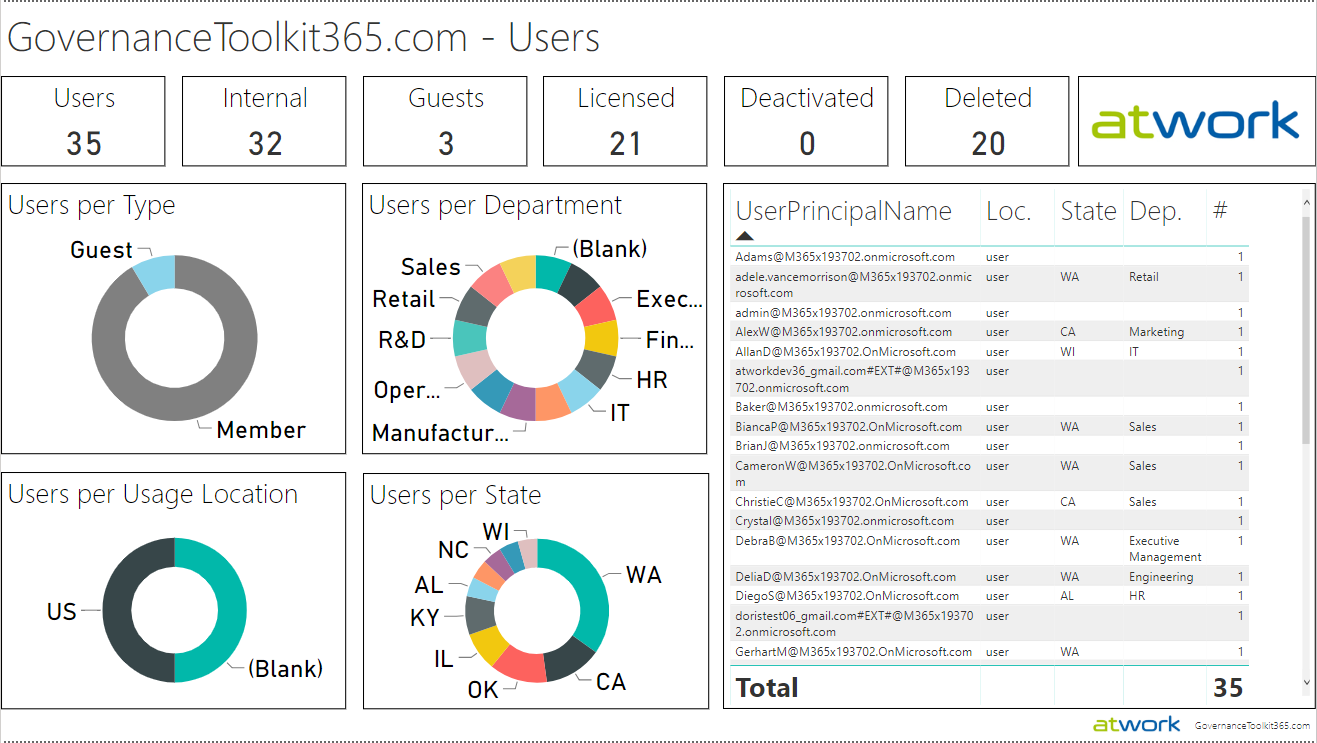 GovernanceToolkit365.com - Users
Users
35
Internal
32
Guests
3
Licensed
21
Deactivated
0
Deleted
20
atwork
Users per Type
Guest
Member
Users per Department
(Blank)
Sales
Exec...
Retail
Fin...
R&D
HR
Oper...
IT
Manufactur...
Users per Usage Location
US
(Blank)
Users per State
WI
NC
WA
AL
KY
IL
CA
OK
UserPrincipalName Loc. State Dep. #
Adams@M365x193702.onmicrosoft.com user 1
adele.vancemorrison@M365x193702.onmic user WA Retail 1
rosoft.com
admin@M365x193702.onmicrosoft.com user 1
AlexW@M365x193702.OnMicrosoft.com user CA Marketing 1
AllanD@M365x193702.OnMicrosoft.com user WI IT 1
atworkdev36_gmail.com#EXT#@M365x193 user 1
702.onmicrosoft.com
Baker@M365x193702.onmicrosoft.com user 1
BiancaP@M365x193702.OnMicrosoft.com user WA Sales 1
BrianJ@M365x193702.onmicrosoft.com user 1
CameronW@M365x193702.OnMicrosoft.co user WA Sales 1
m
ChristieC@M365x193702.OnMicrosoft.com user CA Sales 1
Crystal@M365x193702.onmicrosoft.com user 1
DebraB@M365x193702.OnMicrosoft.com user WA Executive 1
Management
DeliaD@M365x193702.OnMicrosoft.com user WA Engineering 1
DiegoS@M365x193702.OnMicrosoft.com user AL HR 1
doristest06_gmail.com#EXT#@M365x19370 user 1
2.onmicrosoft.com
GerhartM@M365x193702.OnMicrosoft.com user WA 1
Total 35
atwork GovernanceToolkit365.com